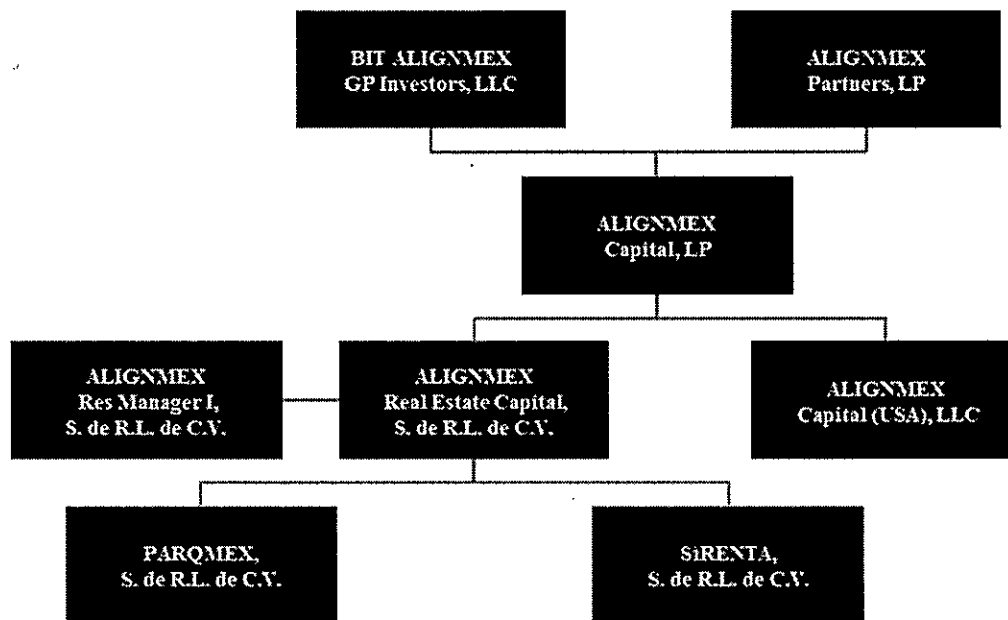 BIT ALIGNMEX
GP Investors, LLC
ALIGNMEX
Partners, LP
ALIGNMEX
Capital, LP
ALIGNMEX
Res Manager I,
S. de R.L. de C.V.
ALIGNMEX
Real Estate Capital,
S. de R.L. de C.V.
ALIGNMEX
Capital (USA), LLC
PARQMEX,
S. de R.L. de C.V.
SiRENTA,
S. de R.L. de C.V.